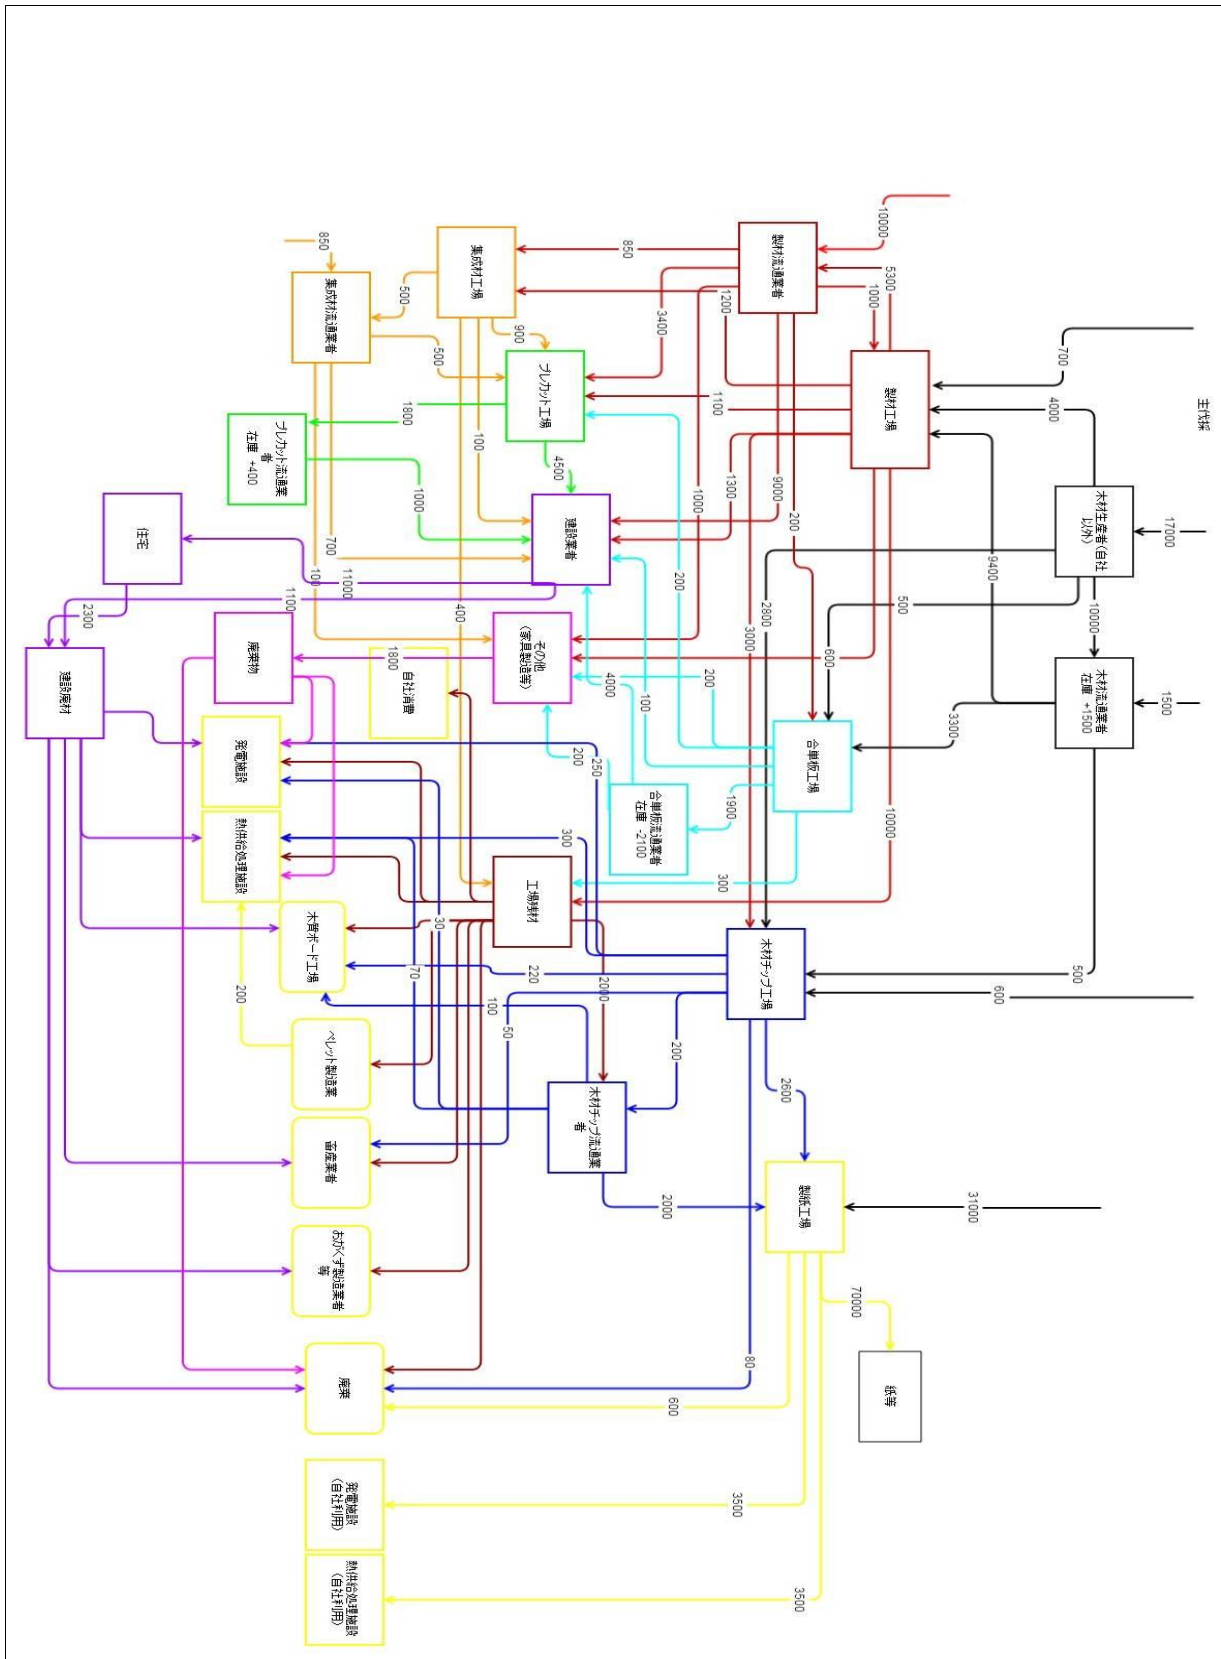 主伐採
17000
1500
700
4000
木材生産者(自社
以外)
10000
木材流通業者
在庫 +1500
9400
500
2800
600
3300
500
600
31000
10000
5300
1000
製材流通業者
製材工場
850
3400
1200
1100
1300
9000
1000
200
3000
10000
合単板工場
200
200
100
1900
300
合単板流通業者
在庫 -2100
4000
200
850
集成材工場
集成材流通業者
500
500
900
100
400
700
100
プレカット工場
1800
4500
プレカット流通業
者
在庫 +400
1000
建設業者
11000
1100
住宅
2300
建設廃材
その他
(家具製造等)
1800
廃棄物
自社消費
工場残材
2000
木材チップ工場
250
300
220
50
200
2600
80
木材チップ流通業
者
30
70
100
2000
発電施設
熱供給処理施設
木質ボード工場
200
ペレット製造業
畜産業者
おがくず製造業者
等
廃棄
製紙工場
70000
600
3500
3500
紙等
発電施設
(自社利用)
熱供給処理施設
(自社利用)